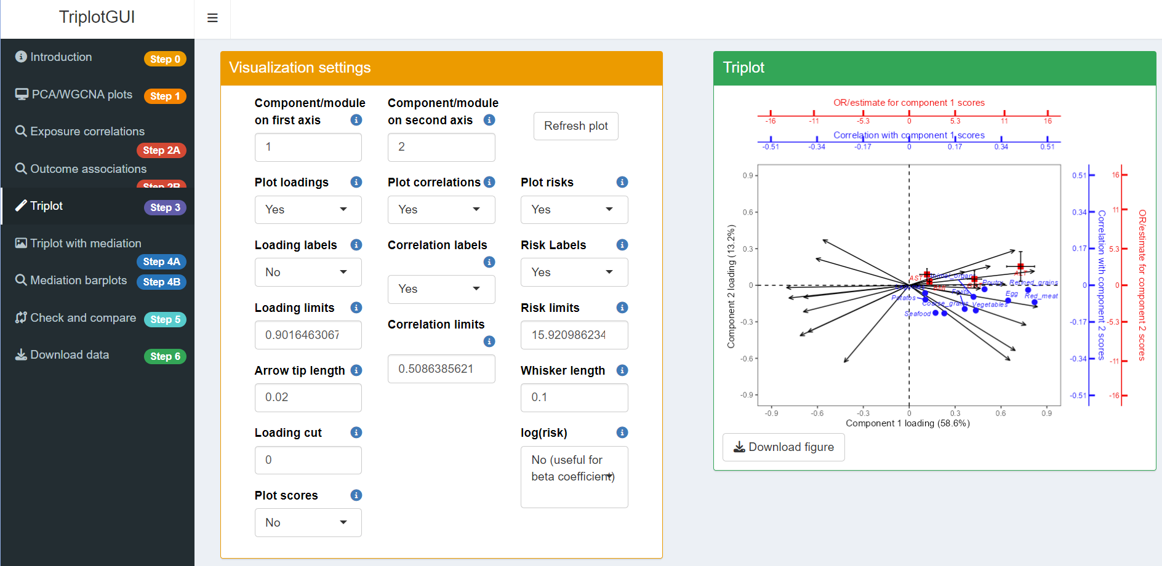 TriplotGUI
Introduction
Step 0
PCA/WGCNA plots
Step 1
Exposure correlations
Step 2A
Outcome associations
Step 2B
Triplot
Step 3
Triplot with mediation
Step 4A
Mediation barplots
Step 4B
Check and compare
Step 5
Download data
Step 6
Visualization settings
Component/module
on first axis
1
Component/module
on second axis
2
Refresh plot
Plot loadings
Yes
Plot correlations
Yes
Plot risks
Yes
Loading labels
No
Correlation labels
Yes
Risk Labels
Yes
Loading limits
0.9016463067
Correlation limits
0.5086385621
Risk limits
15.920986234
Arrow tip length
0.02
Whisker length
0.1
Loading cut
0
log(risk)
No (useful for
beta coefficient)
Plot scores
No
Triplot
OR/estimate for component 1 scores
-16 -11 -5.3 0 5.3 11 16
Correlation with component 1 scores
-0.51 -0.34 -0.17 0 0.17 0.34 0.51
Component 2 loading (13.2%)
0.9
0.6
0.3
0
-0.3
-0.6
-0.9
Refined_grains
Egg
Red_meat
Vegetables
Seafood
-0.9 -0.6 -0.3 0 0.3 0.6 0.9
Component 1 loading (58.6%)
0.51
0.34
0.17
0
-0.17
-0.34
-0.51
Correlation with component 2 scores
16
11
5.3
0
-5.3
-11
-16
OR/estimate for component 2 scores
Download figure